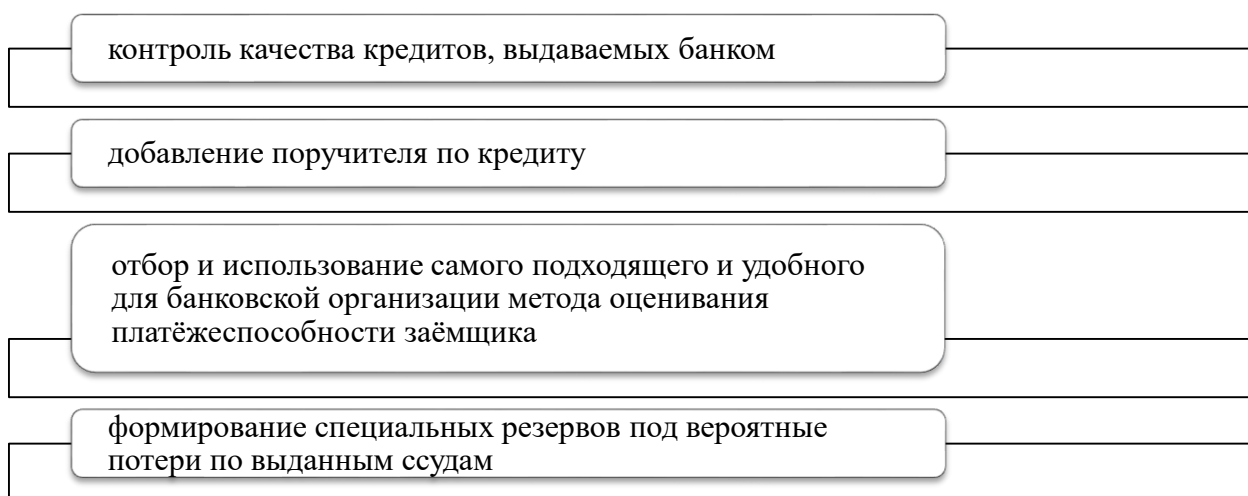 контроль качества кредитов, выдаваемых банком
добавление поручителя по кредиту
отбор и использование самого подходящего и удобного
для банковской организации метода оценивания
платёжеспособности заёмщика
формирование специальных резервов под вероятные
потери по выданным ссудам